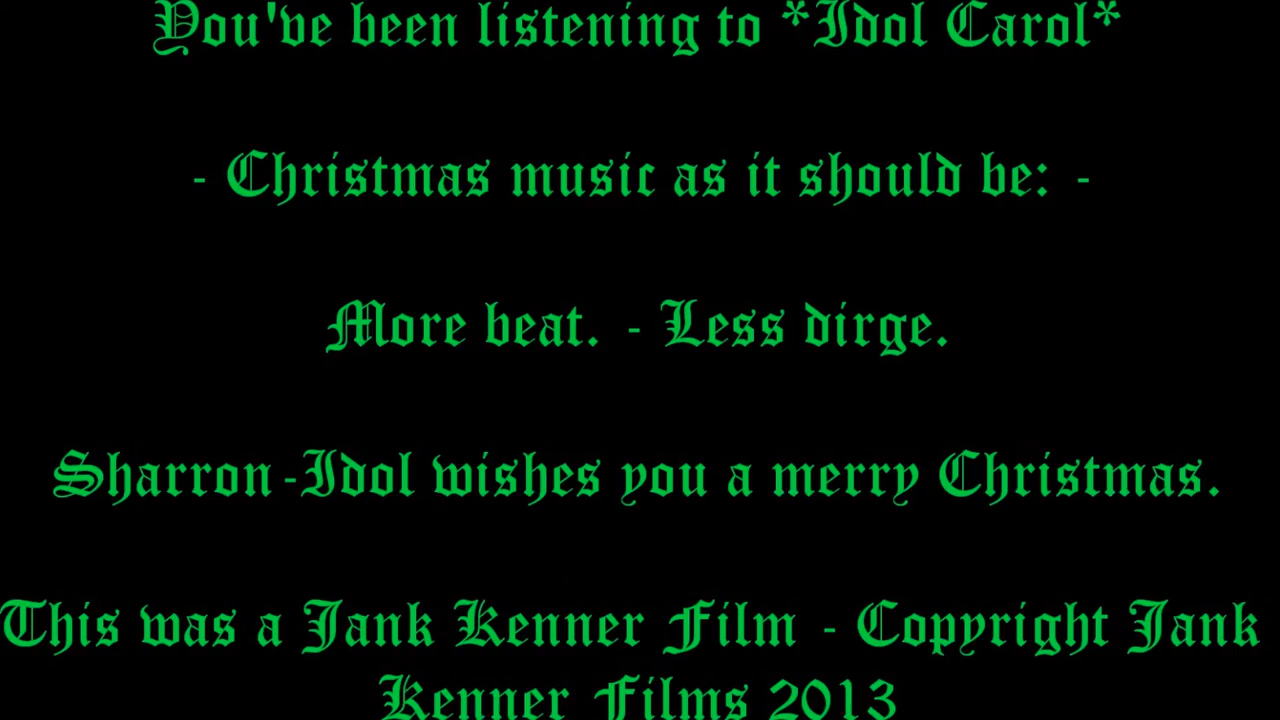 You've been listening to *Idol Carol*
- Christmas music as it should be: -
More beat. - Less dirge.
Sharron-Idol wishes you a merry Christmas.
This was a Jank Kenner Film - Copyright Jank
Kenner Films 2013